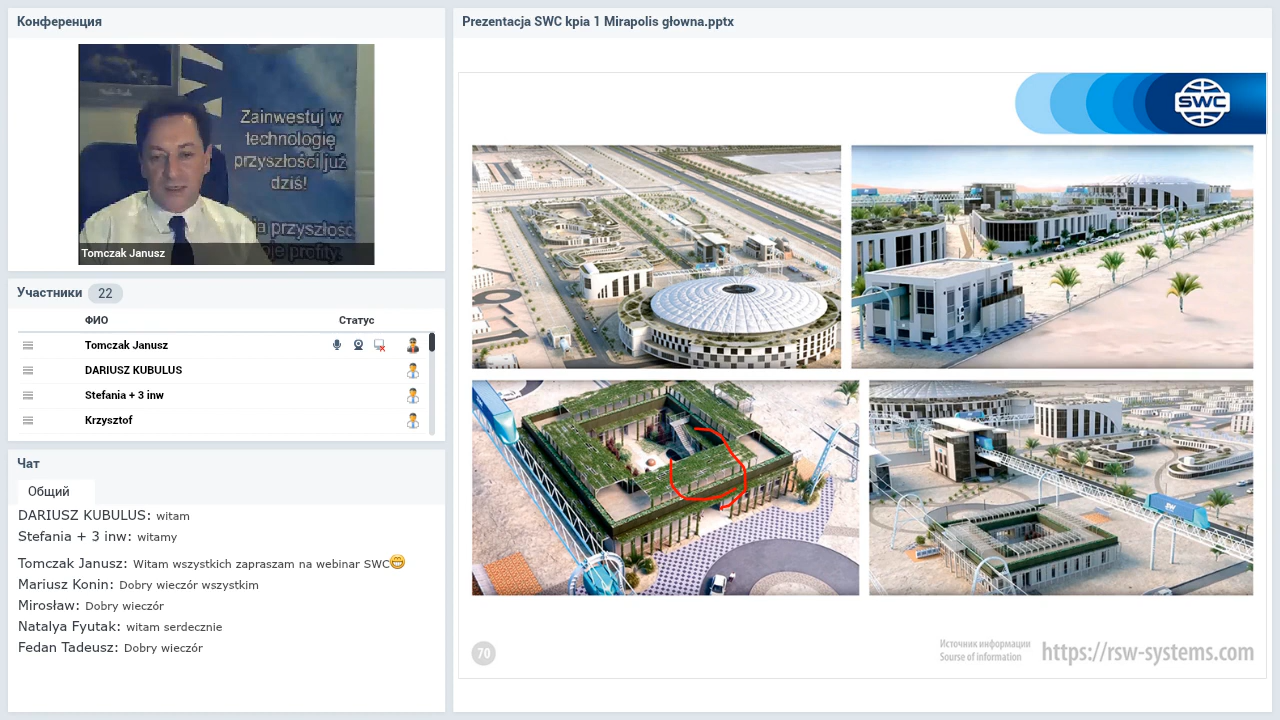 Конференция
Zainwestuj w
technologię
przyszłości już
dziś!
przyszłość
profity.
Tomczak Janusz
Участники 22
ФИО Статус
Tomczak Janusz
DARIUSZ KUBULUS
Stefania + 3 inw
Krzysztof
Чат
Общий
DARIUSZ KUBULUS: witam
Stefania + 3 inw: witamy
Tomczak Janusz: Witam wszystkich zapraszam na webinar SWC
Mariusz Konin: Dobry wieczór wszystkim
Mirosław: Dobry wieczór
Natalya Fyutak: witam serdecznie
Fedan Tadeusz: Dobry wieczór
Prezentacja SWC kpia 1 Mirapolis głowna.pptx
SWC
70
Источник информации
Sourse of information
https://rsw-systems.com